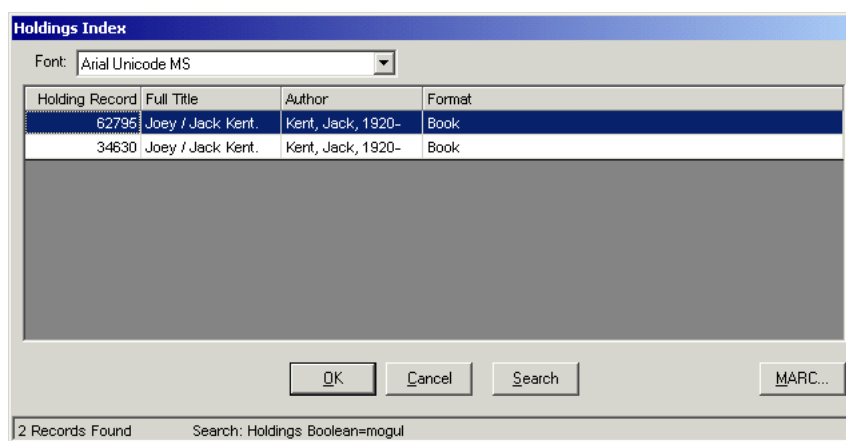 Holdings Index
Font: Arial Unicode MS
Holding Record Full Title Author Format
62795 Joey / Jack Kent. Kent, Jack, 1920- Book
34630 Joey / Jack Kent. Kent, Jack, 1920- Book
OK Cancel Search MARC...
2 Records Found Search: Holdings Boolean=mogul